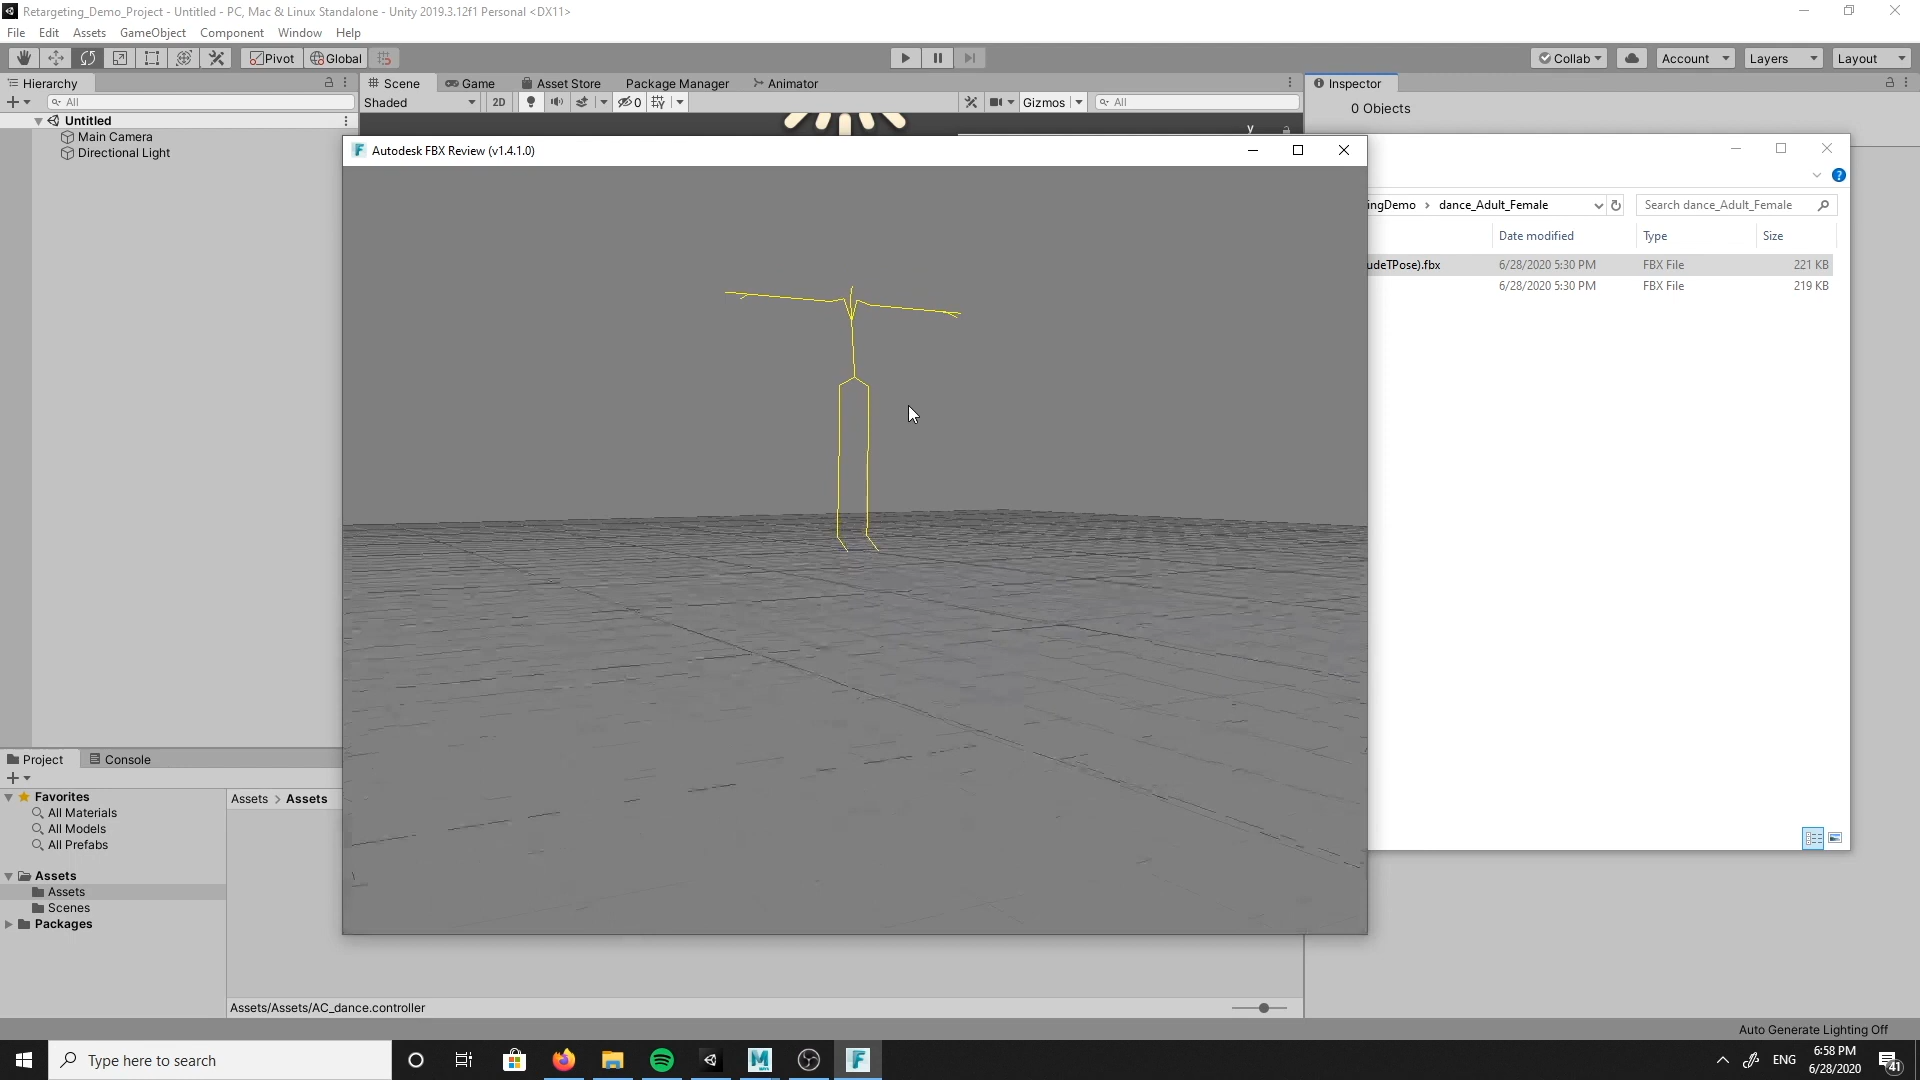 Retargeting_Demo_Project - Untitled - PC, Mac & Linux Standalone - Unity 2019.3.12f1 Personal <DX11>
File Edit Assets GameObject Component Window Help
Pivot Global Collab Account Layers Layout
Hierarchy Scene Game Asset Store Package Manager Animator Inspector
All Shaded 2D 0 Gizmos All 0 Objects
Untitled
Main Camera
Directional Light
y
Autodesk FBX Review (v1.4.1.0)
ingDemo > dance_Adult_Female Search dance_Adult_Female
Date modified Type Size
udeTPose).fbx 6/28/2020 5:30 PM FBX File 221 KB
6/28/2020 5:30 PM FBX File 219 KB
Project Console
Favorites
All Materials
All Models
All Prefabs
Assets
Assets
Scenes
Packages
Assets > Assets
Assets/Assets/AC_dance.controller
Auto Generate Lighting Off
Type here to search
ENG
6:58 PM
6/28/2020
41